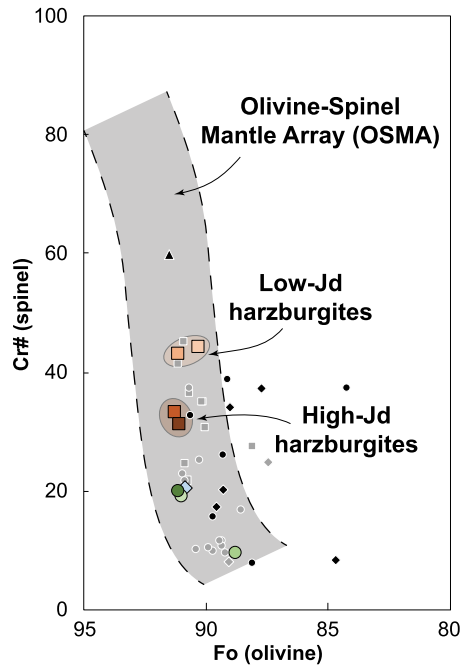 100
80
60
40
20
0
95
90
85
80
Cr# (spinel)
Fo (olivine)
Olivine-Spinel
Mantle Array (OSMA)
Low-Jd
harzburgites
High-Jd
harzburgites